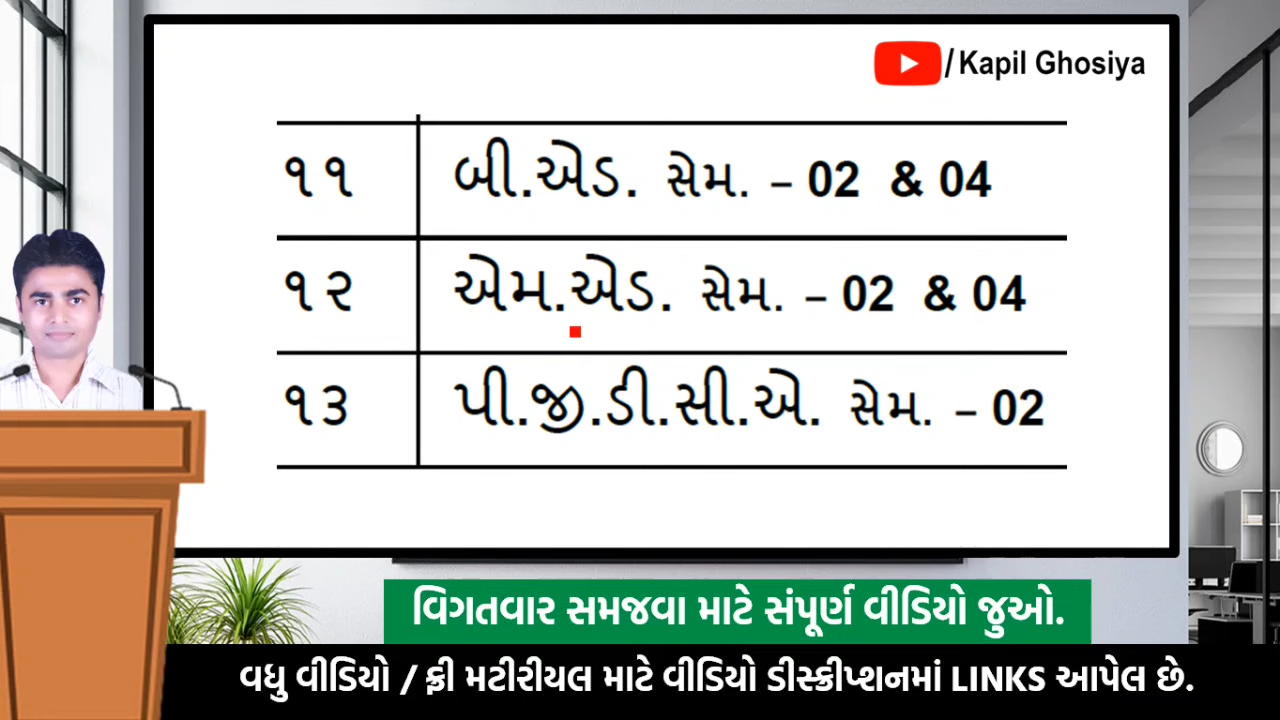 /Kapil Ghosiya
૧૧ બી.એડ. સેમ. – 02 & 04
૧૨ એમ.એડ. સેમ. – 02 & 04
૧૩ પી.જી.ડી.સી.એ. સેમ. – 02
વિગતવાર સમજવા માટે સંપૂર્ણ વીડિયો જુઓ.
વધુ વીડિયો / ફ્રી મટીરીયલ માટે વીડિયો ડીસ્ક્રીપ્શનમાં LINKS આપેલ છે.